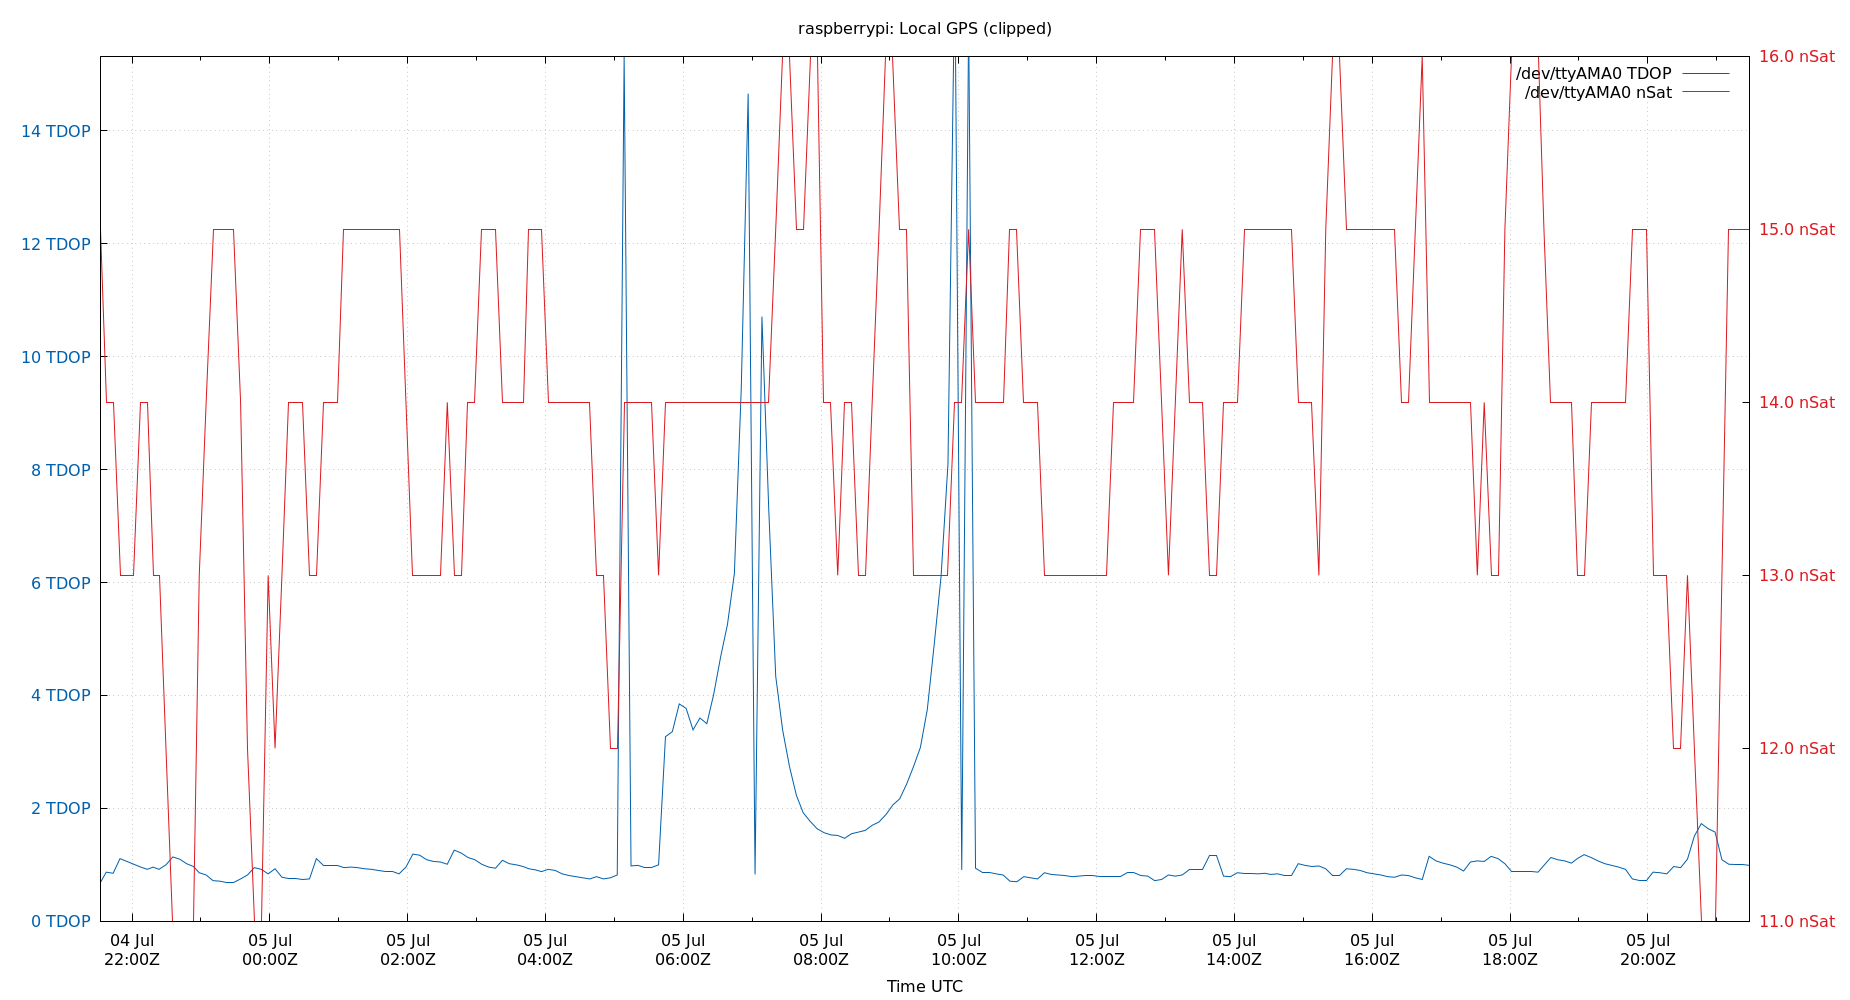 raspberrypi: Local GPS (clipped)
/dev/ttyAMA0 TDOP
/dev/ttyAMA0 nSat
14 TDOP
12 TDOP
10 TDOP
8 TDOP
6 TDOP
4 TDOP
2 TDOP
0 TDOP
16.0 nSat
15.0 nSat
14.0 nSat
13.0 nSat
12.0 nSat
11.0 nSat
04 Jul
22:00Z
05 Jul
00:00Z
05 Jul
02:00Z
05 Jul
04:00Z
05 Jul
06:00Z
05 Jul
08:00Z
05 Jul
10:00Z
05 Jul
12:00Z
05 Jul
14:00Z
05 Jul
16:00Z
05 Jul
18:00Z
05 Jul
20:00Z
Time UTC